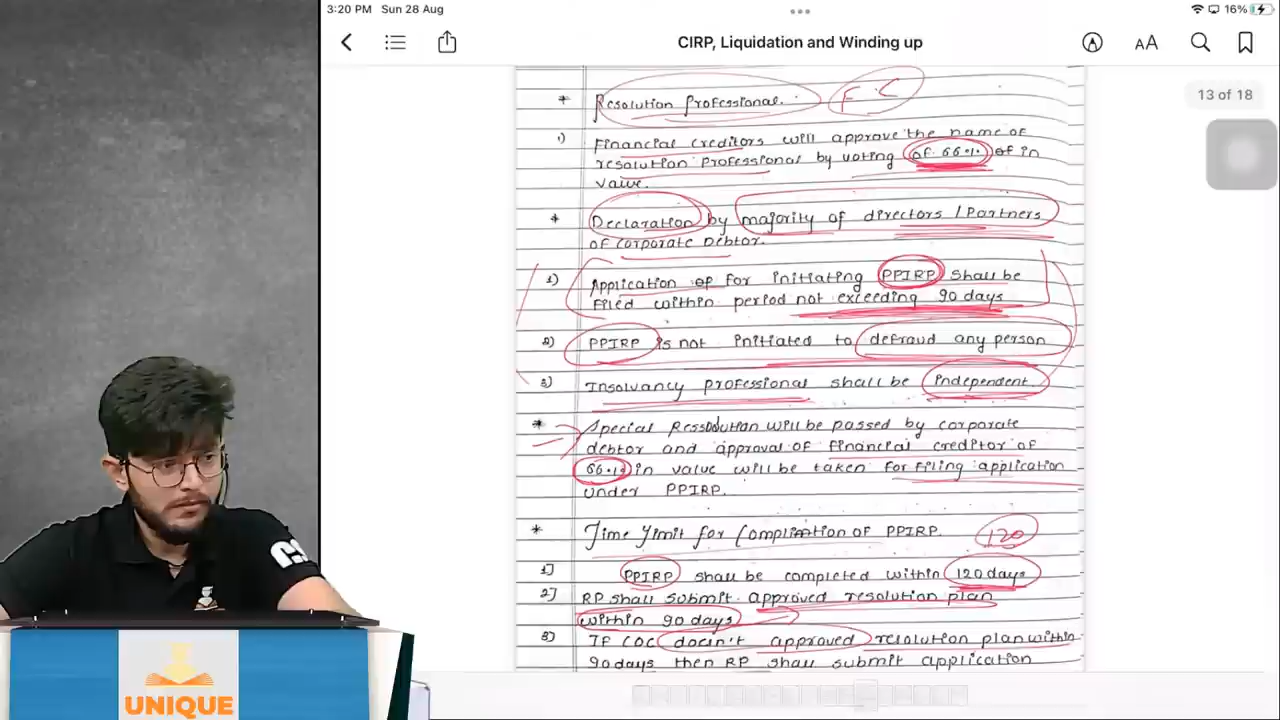 3:20 PM Sun 28 Aug
16%
CIRP, Liquidation and Winding up
AA
13 of 18
* Resolution Professional. F.C
1) Financial creditors will approve the name of
resolution professional by voting of 66% of in
value.
* Declaration by majority of directors / Partners
of corporate Debtor.
1) Application of for initiating PPIRP shall be
filed within period not exceeding 90 days
2) PPIRP is not initiated to defraud any person
3) Insolvancy professional shall be independent.
* Special Resolution will be passed by corporate
debtor and approval of financial creditor of
66% in value will be taken for filing application
under PPIRP.
* Time limit for Complination of PPIRP. 120
1] PPIRP shall be completed within 120 days
2] RP shall submit approved resolution plan
within 90 days
3] IF COC doesn't approved resolution plan within
90 days then RP shall submit application
UNIQUE